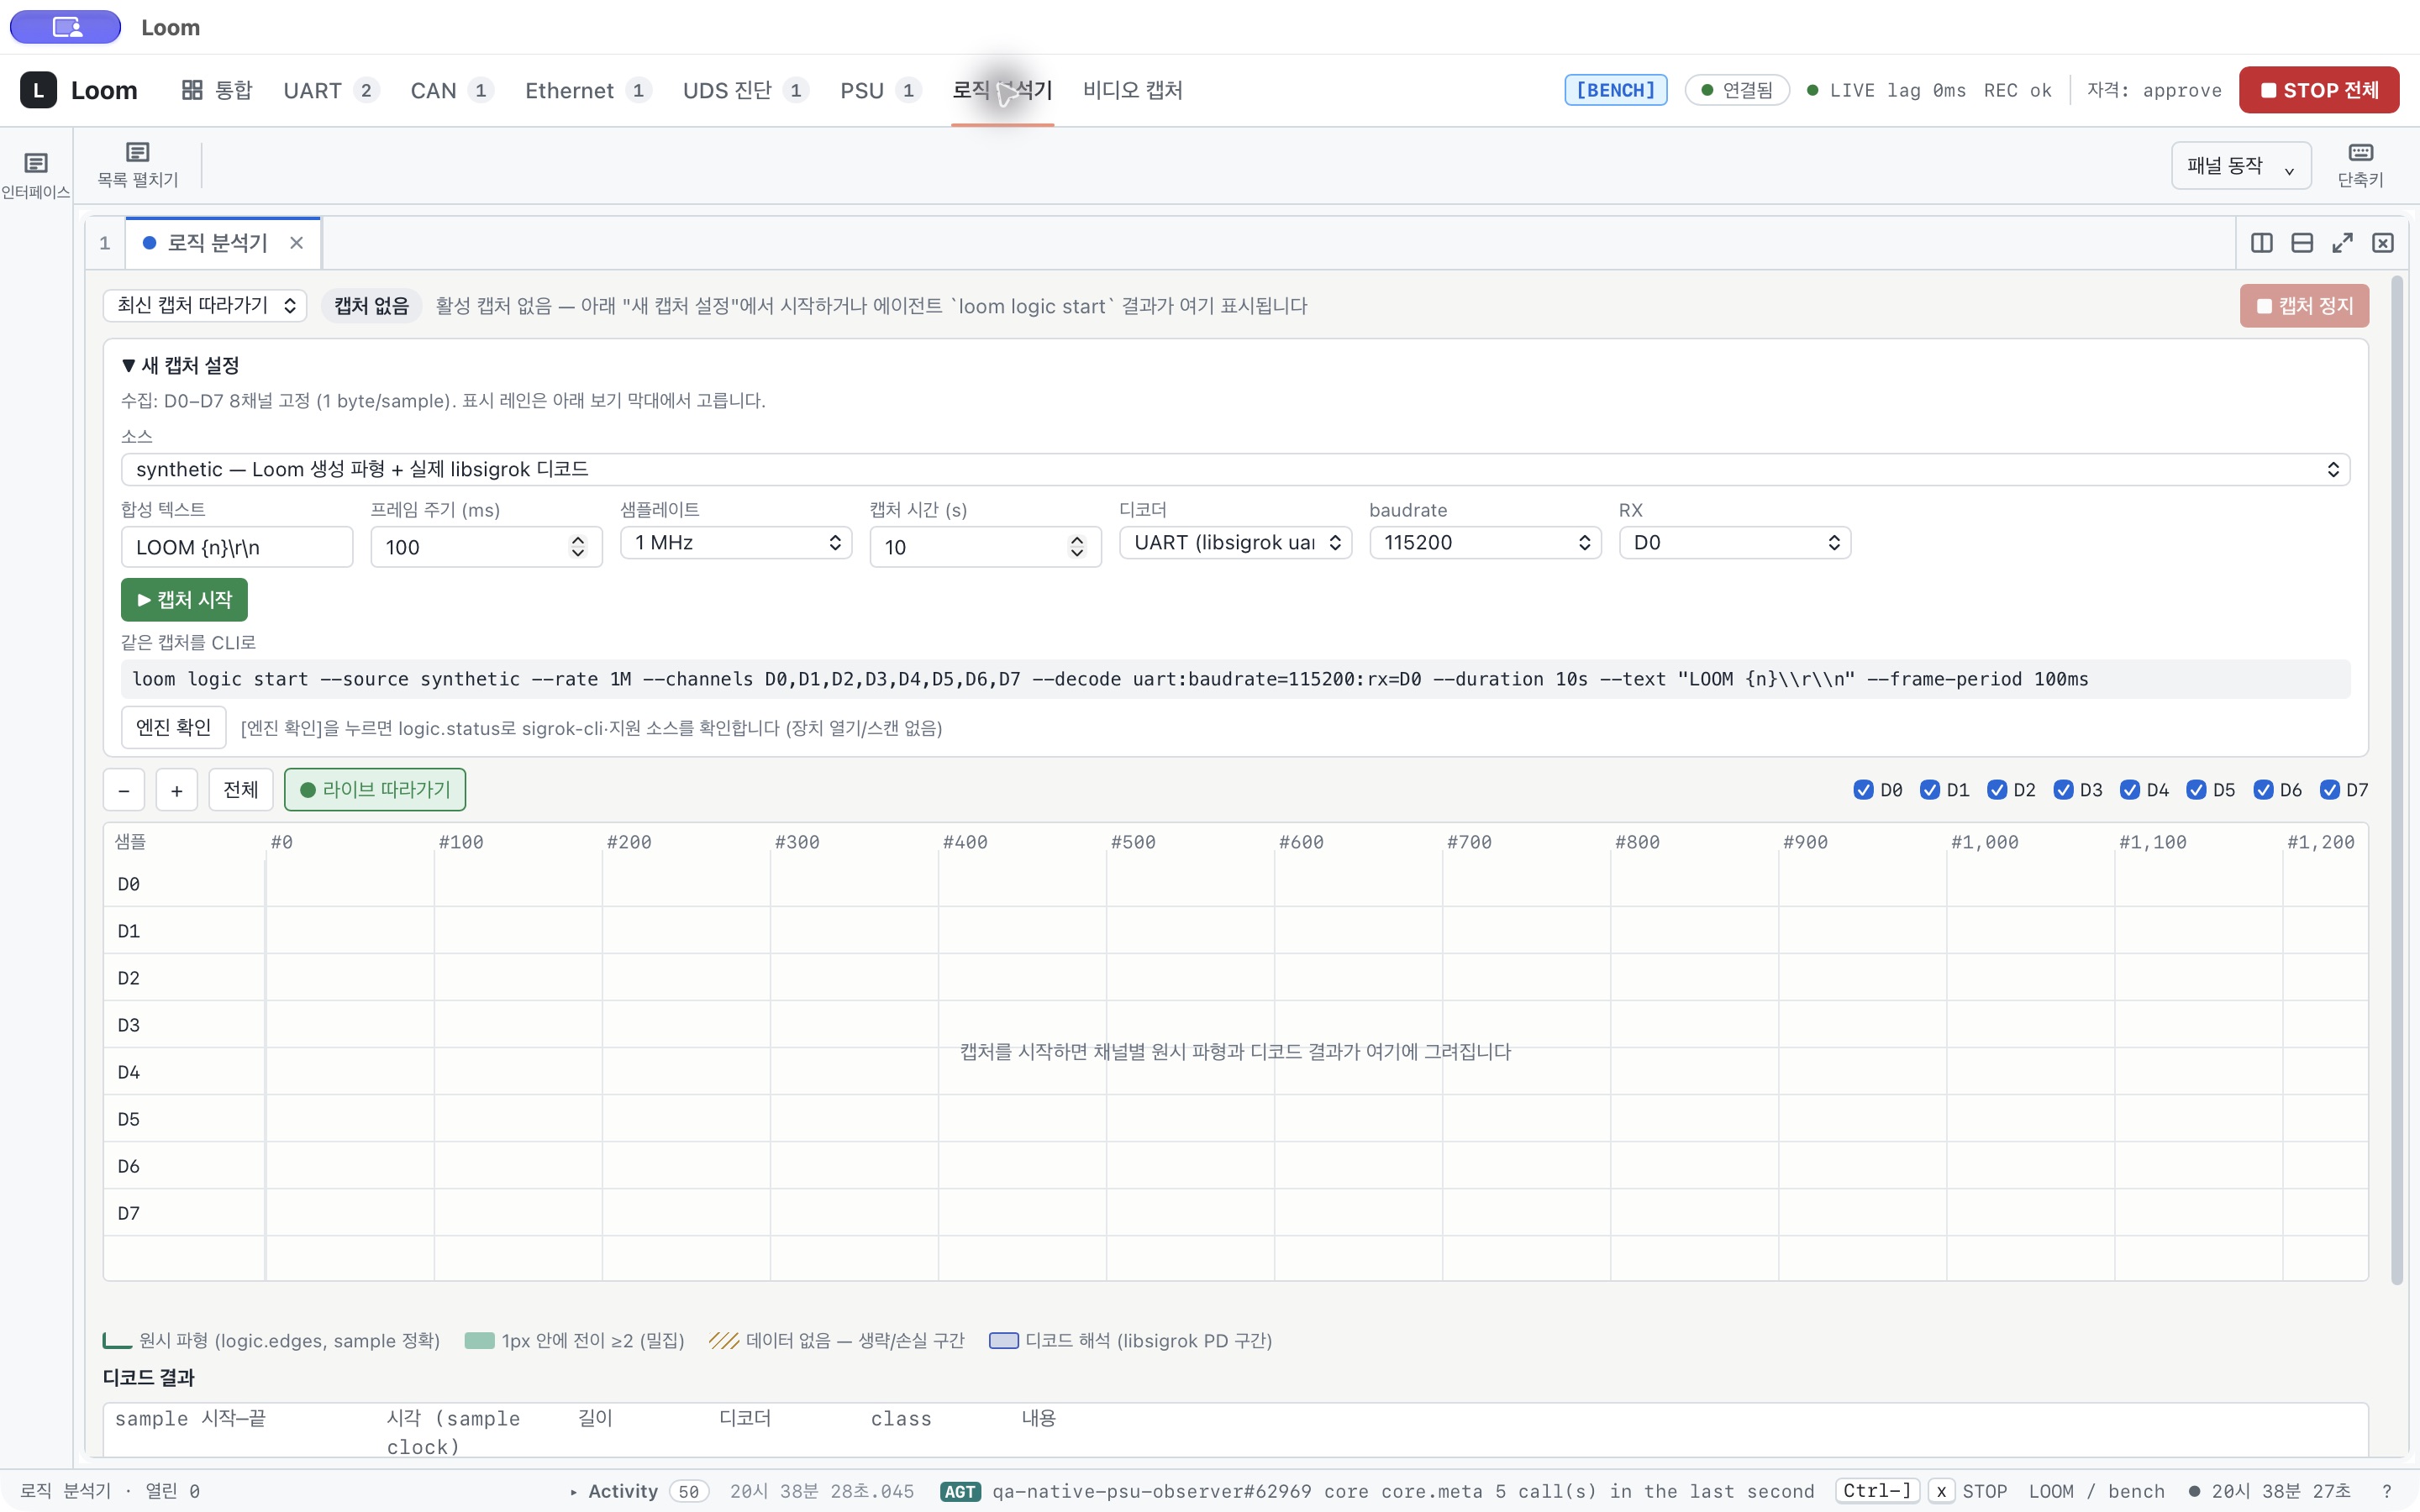 Loom
L Loom 통합 UART 2 CAN 1 Ethernet 1 UDS 진단 1 PSU 1 로직 분석기 비디오 캡처 [BENCH] 연결됨 LIVE lag 0ms REC ok 자격: approve STOP 전체
인터페이스 목록 펼치기 패널 동작 단축키
1 로직 분석기
최신 캡처 따라가기 캡처 없음 활성 캡처 없음 — 아래 "새 캡처 설정"에서 시작하거나 에이전트 `loom logic start` 결과가 여기 표시됩니다 캡처 정지
▼ 새 캡처 설정
수집: D0–D7 8채널 고정 (1 byte/sample). 표시 레인은 아래 보기 막대에서 고릅니다.
소스
synthetic — Loom 생성 파형 + 실제 libsigrok 디코드
합성 텍스트 프레임 주기 (ms) 샘플레이트 캡처 시간 (s) 디코더 baudrate RX
LOOM {n}\r\n 100 1 MHz 10 UART (libsigrok uar 115200 D0
▶ 캡처 시작
같은 캡처를 CLI로
loom logic start --source synthetic --rate 1M --channels D0,D1,D2,D3,D4,D5,D6,D7 --decode uart:baudrate=115200:rx=D0 --duration 10s --text "LOOM {n}\\r\\n" --frame-period 100ms
엔진 확인 [엔진 확인]을 누르면 logic.status로 sigrok-cli·지원 소스를 확인합니다 (장치 열기/스캔 없음)
− + 전체 라이브 따라가기 D0 D1 D2 D3 D4 D5 D6 D7
샘플 #0 #100 #200 #300 #400 #500 #600 #700 #800 #900 #1,000 #1,100 #1,200
D0
D1
D2
D3
캡처를 시작하면 채널별 원시 파형과 디코드 결과가 여기에 그려집니다
D4
D5
D6
D7
원시 파형 (logic.edges, sample 정확) 1px 안에 전이 ≥2 (밀집) 데이터 없음 — 생략/손실 구간 디코드 해석 (libsigrok PD 구간)
디코드 결과
sample 시작–끝 시각 (sample clock) 길이 디코더 class 내용
로직 분석기 · 열린 0 ▸ Activity 50 20시 38분 28초.045 AGT qa-native-psu-observer#62969 core core.meta 5 call(s) in the last second Ctrl-] x STOP LOOM / bench 20시 38분 27초 ?